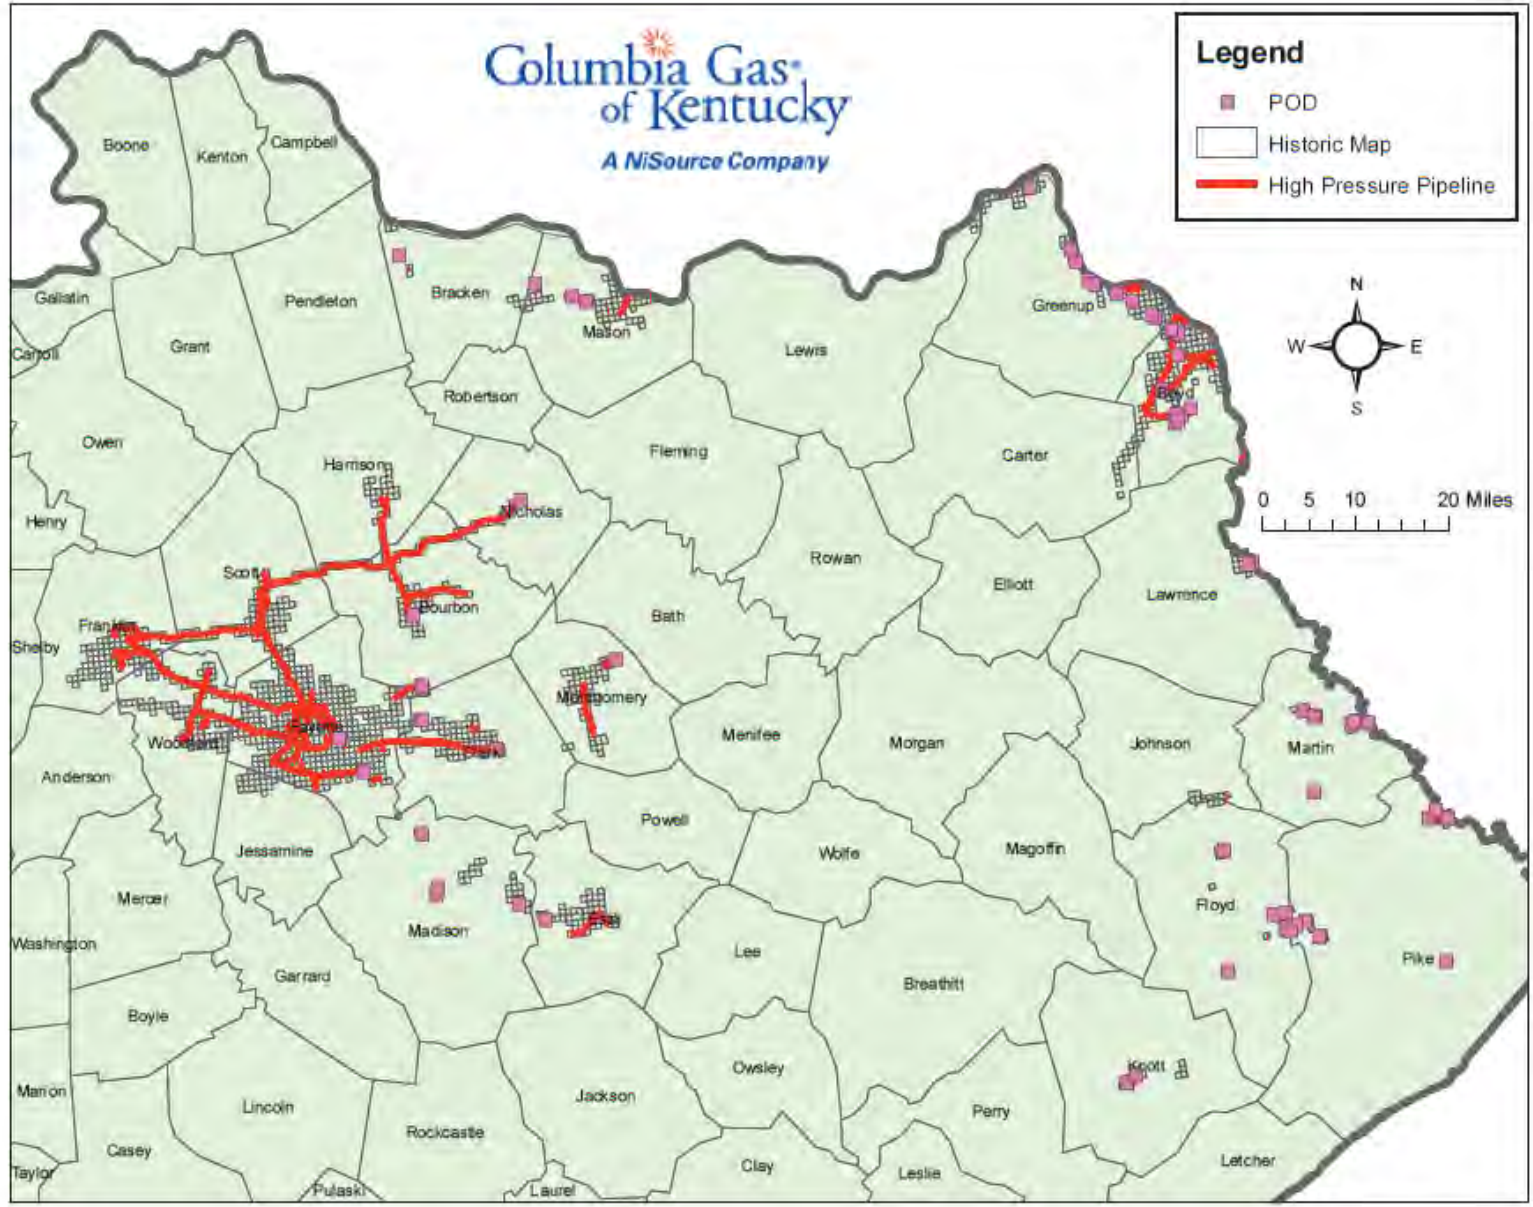 Columbia Gas®
of Kentucky
A NiSource Company
Legend
POD
Historic Map
High Pressure Pipeline
N
W E
S
0 5 10 20 Miles
Boone
Kenton
Campbell
Gallatin
Carroll
Grant
Pendleton
Bracken
Mason
Lewis
Greenup
Boyd
Robertson
Owen
Harrison
Fleming
Carter
Henry
Nicholas
Rowan
Elliott
Lawrence
Scott
Bourbon
Bath
Franklin
Shelby
Montgomery
Fayette
Woodford
Clark
Menifee
Morgan
Johnson
Martin
Anderson
Powell
Jessamine
Wolfe
Magoffin
Mercer
Madison
Estill
Floyd
Washington
Garrard
Lee
Breathitt
Pike
Boyle
Knott
Owsley
Marion
Lincoln
Jackson
Perry
Rockcastle
Casey
Clay
Leslie
Letcher
Taylor
Pulaski
Laurel